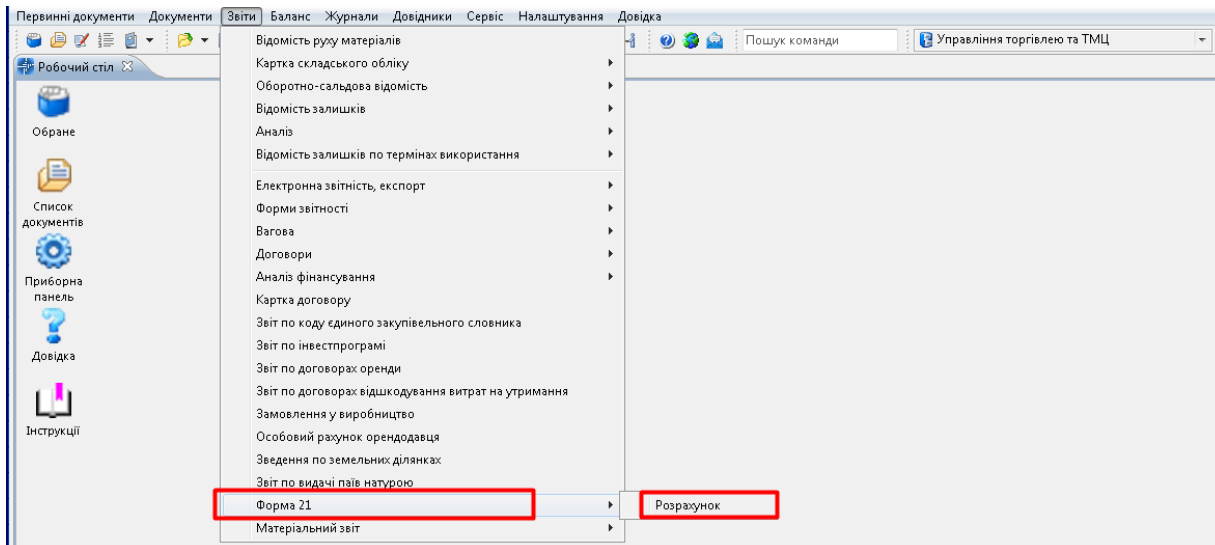 Первинні документи Документи Звіти Баланс Журнали Довідники Сервіс Налаштування Довідка
Пошук команди Управління торгівлею та ТМЦ
Робочий стіл
Обране
Список
документів
Приборна
панель
Довідка
Інструкції
Відомість руху матеріалів
Картка складського обліку
Оборотно-сальдова відомість
Відомість залишків
Аналіз
Відомість залишків по термінах використання
Електронна звітність, експорт
Форми звітності
Вагова
Договори
Аналіз фінансування
Картка договору
Звіт по коду єдиного закупівельного словника
Звіт по інвестпрограмі
Звіт по договорах оренди
Звіт по договорах відшкодування витрат на утримання
Замовлення у виробництво
Особовий рахунок орендодавця
Зведення по земельних ділянках
Звіт по видачі паїв натурою
Форма 21 Розрахунок
Матеріальний звіт